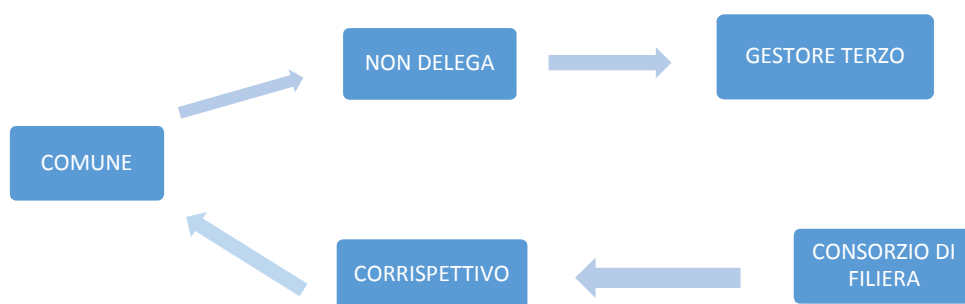 NON DELEGA
GESTORE TERZO
COMUNE
CORRISPETTIVO
CONSORZIO DI
FILIERA